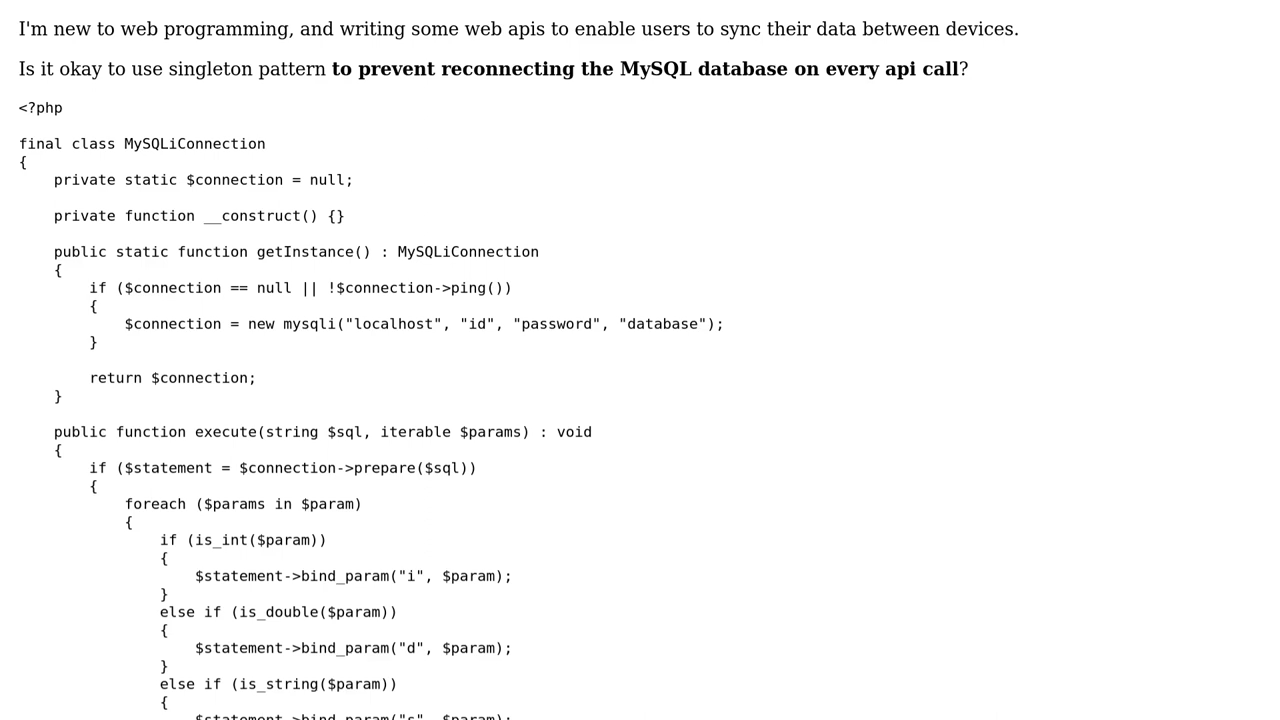 I'm new to web programming, and writing some web apis to enable users to sync their data between devices.
Is it okay to use singleton pattern to prevent reconnecting the MySQL database on every api call?
<?php
final class MySQLiConnection
{
    private static $connection = null;
    private function __construct() {}
    public static function getInstance() : MySQLiConnection
    {
        if ($connection == null || !$connection->ping())
        {
            $connection = new mysqli("localhost", "id", "password", "database");
        }
        return $connection;
    }
    public function execute(string $sql, iterable $params) : void
    {
        if ($statement = $connection->prepare($sql))
        {
            foreach ($params in $param)
            {
                if (is_int($param))
                {
                    $statement->bind_param("i", $param);
                }
                else if (is_double($param))
                {
                    $statement->bind_param("d", $param);
                }
                else if (is_string($param))
                {
                    $statement->bind_param("s", $param);